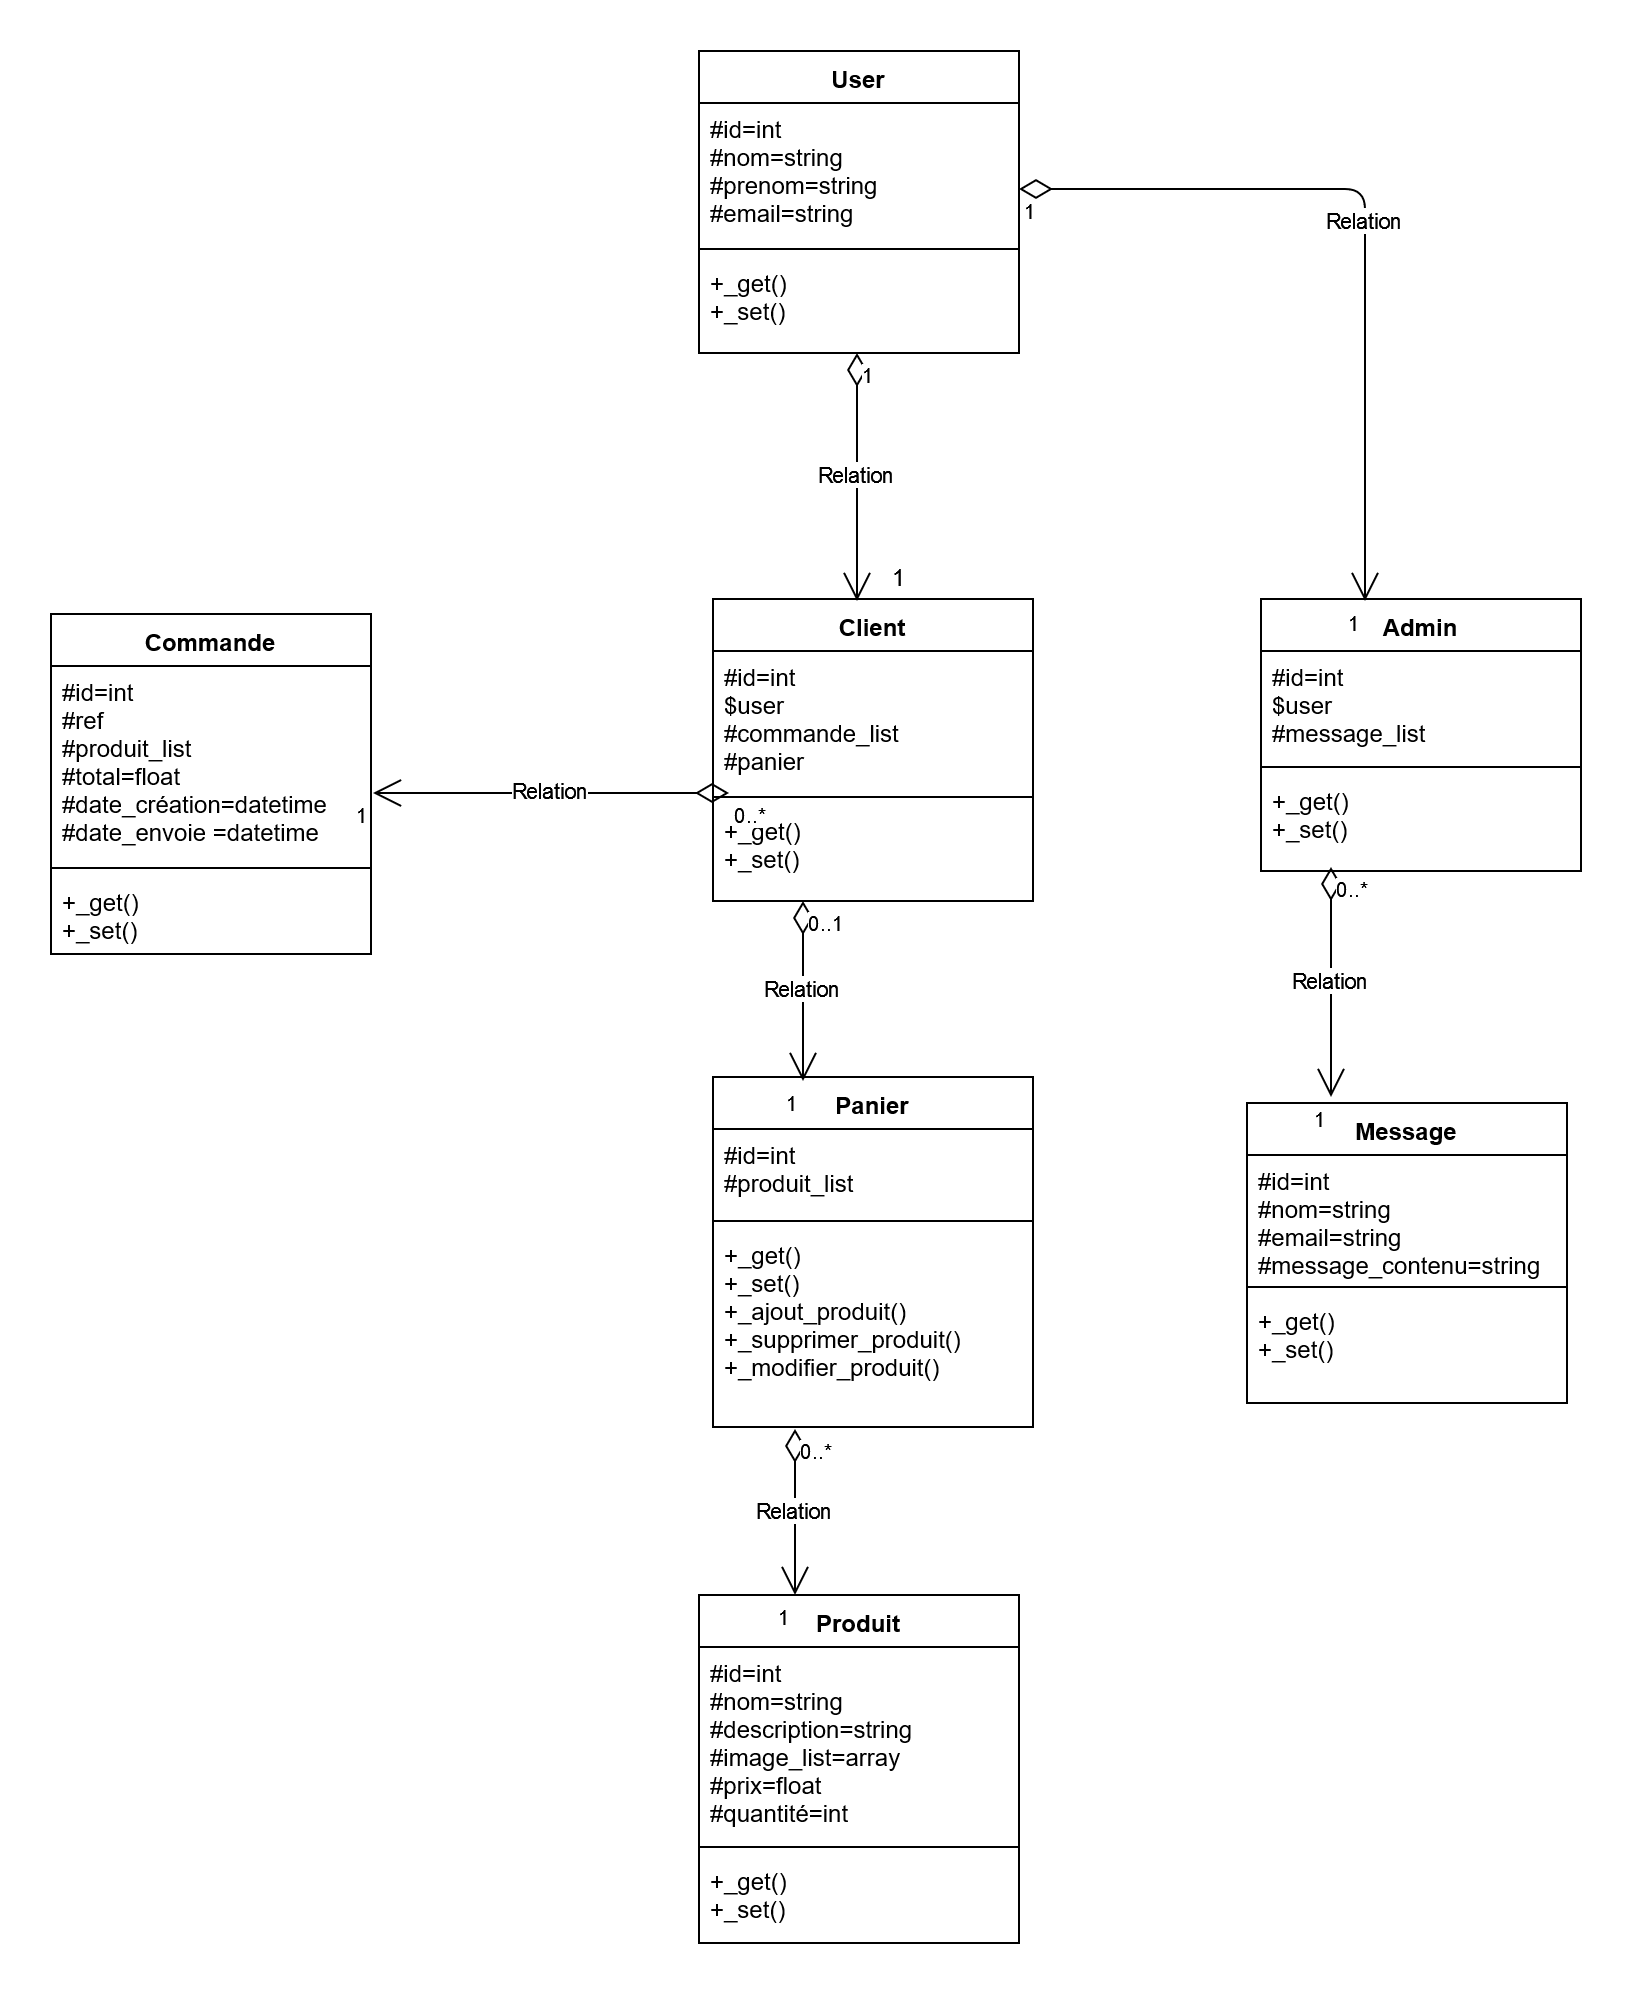 User
#id=int
#nom=string
#prenom=string
#email=string
+_get()
+_set()
1
Relation
1
Relation
1
Commande
#id=int
#ref
#produit_list
#total=float
#date_création=datetime
#date_envoie =datetime
+_get()
+_set()
1
Relation
Client
#id=int
$user
#commande_list
#panier
0..*
+_get()
+_set()
0..1
Relation
1 Admin
#id=int
$user
#message_list
+_get()
+_set()
0..*
Relation
1 Panier
#id=int
#produit_list
+_get()
+_set()
+_ajout_produit()
+_supprimer_produit()
+_modifier_produit()
0..*
Relation
1 Message
#id=int
#nom=string
#email=string
#message_contenu=string
+_get()
+_set()
1 Produit
#id=int
#nom=string
#description=string
#image_list=array
#prix=float
#quantité=int
+_get()
+_set()